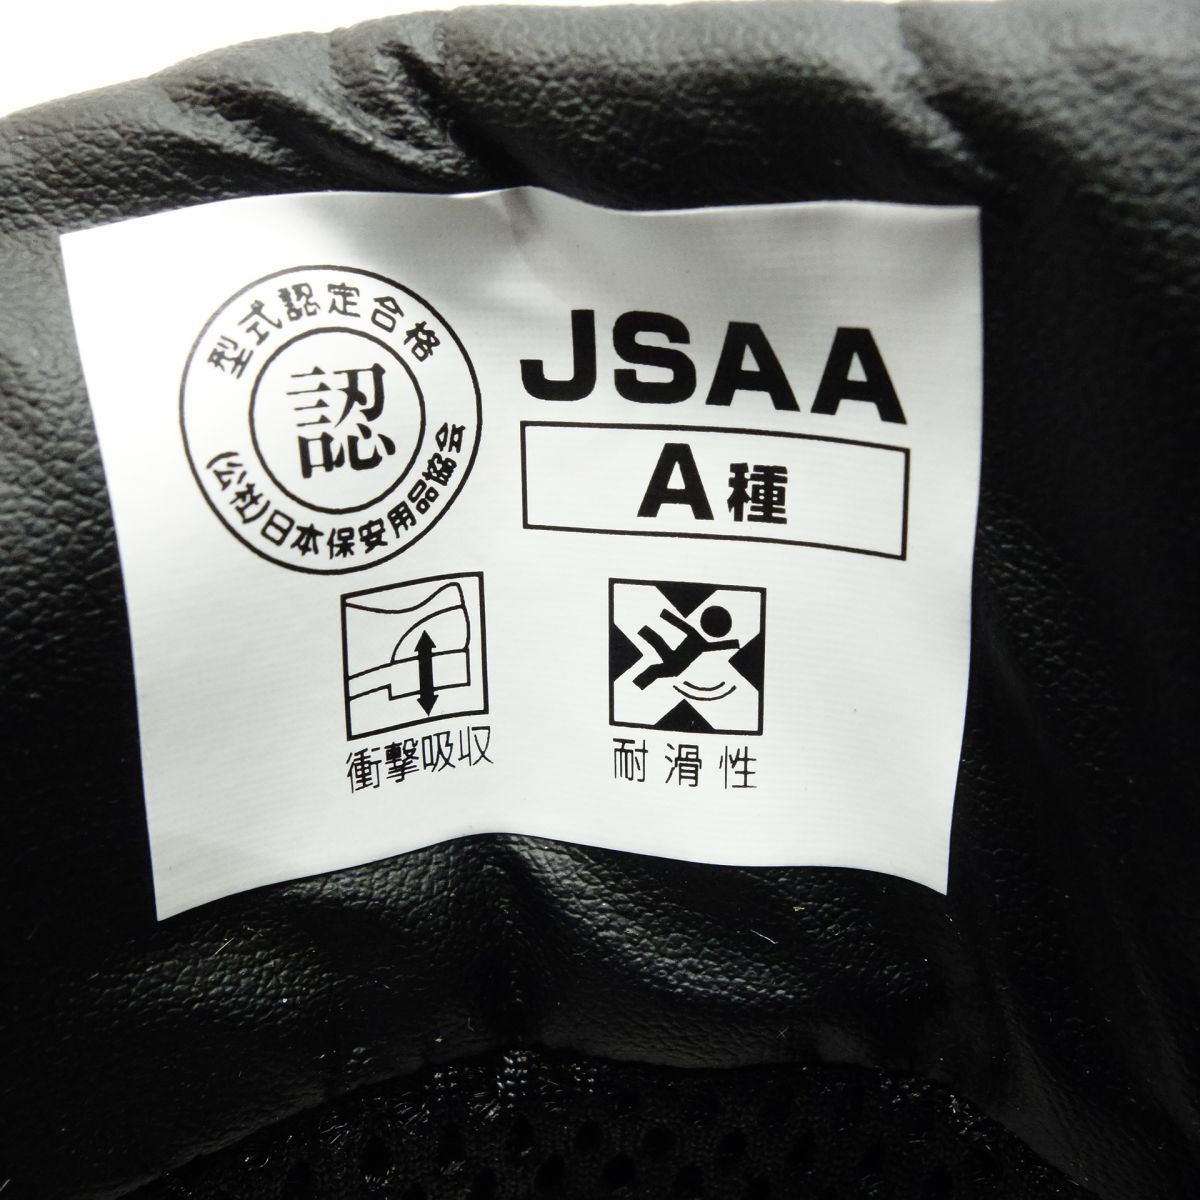 型式認定合格
認
(公社)日本保安用品協会
JSAA
A種
衝撃吸収
耐滑性